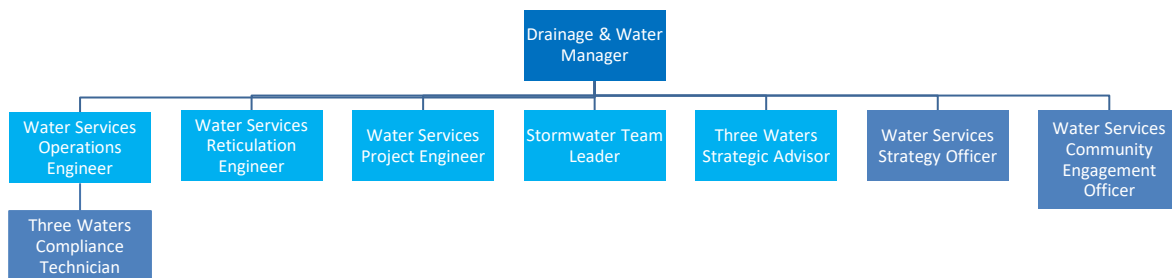 Drainage & Water
Manager
Water Services
Operations
Engineer
Water Services
Reticulation
Engineer
Water Services
Project Engineer
Stormwater Team
Leader
Three Waters
Strategic Advisor
Water Services
Strategy Officer
Water Services
Community
Engagement
Officer
Three Waters
Compliance
Technician